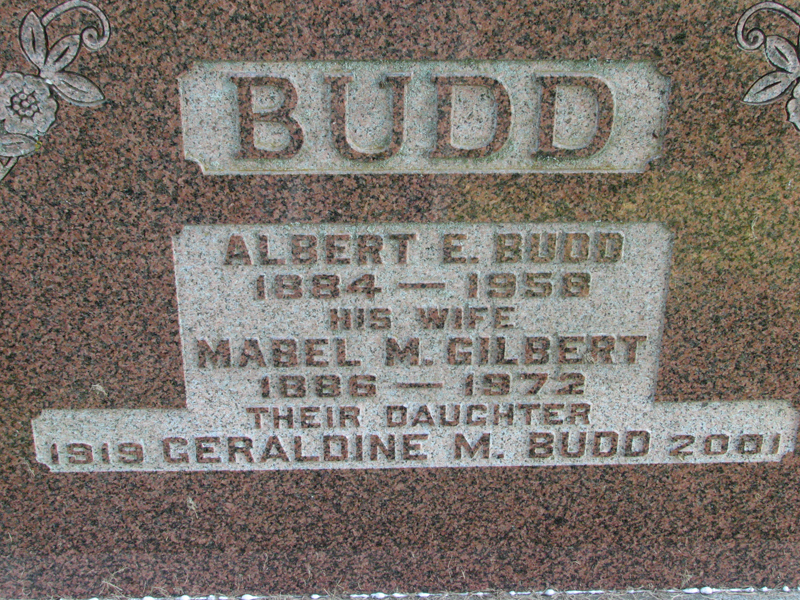 BUDD
ALBERT E. BUDD
1884 — 1958
HIS WIFE
MABEL M. GILBERT
1886 — 1972
THEIR DAUGHTER
1919 GERALDINE M. BUDD 2001